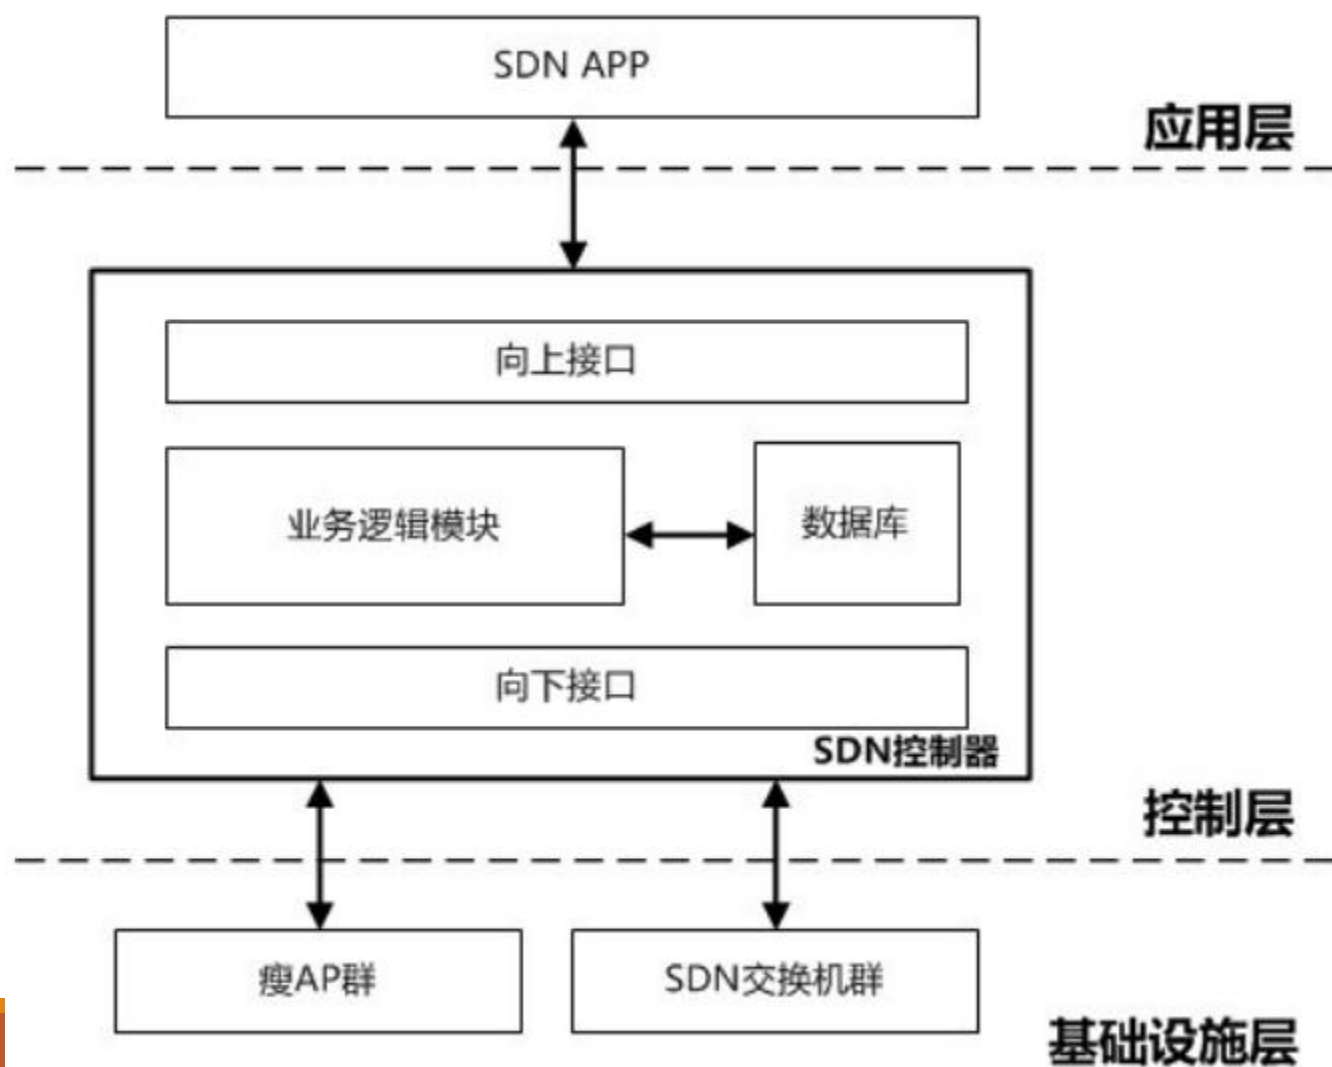 SDN APP
应用层
向上接口
业务逻辑模块
数据库
向下接口
SDN控制器
控制层
瘦AP群
SDN交换机群
基础设施层